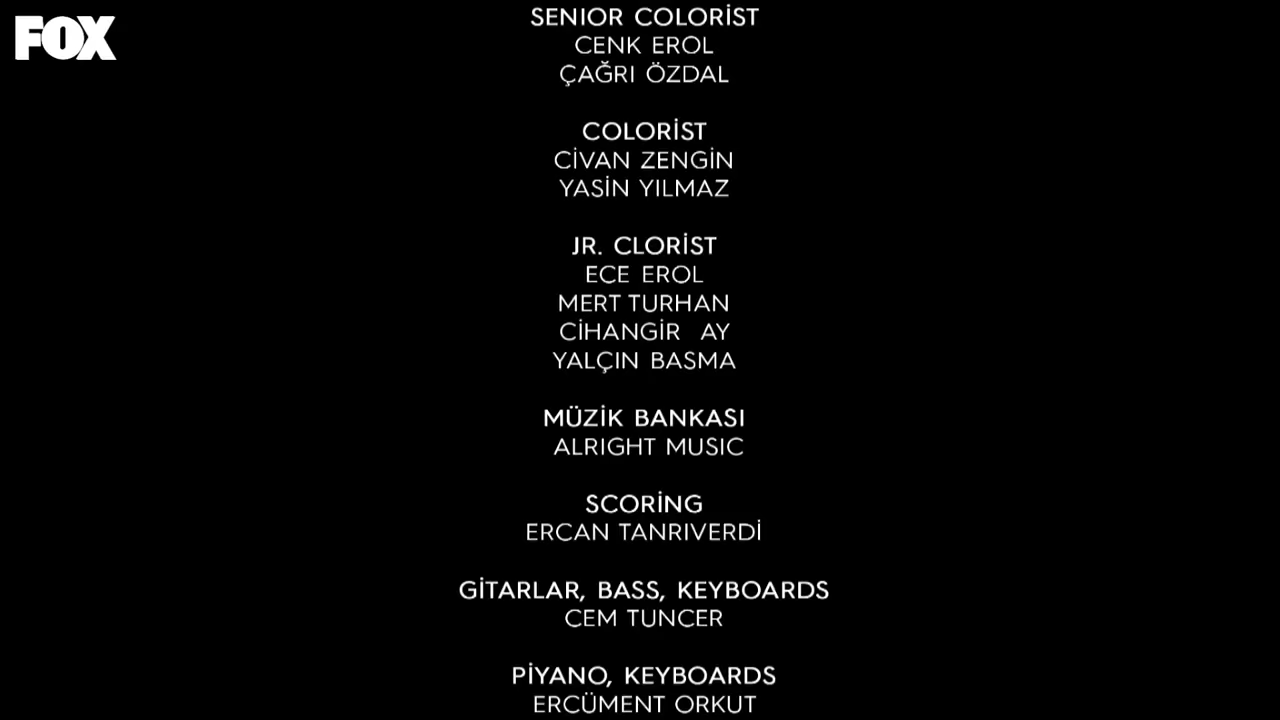 FOX
SENIOR COLORİST
CENK EROL
ÇAĞRI ÖZDAL
COLORİST
CİVAN ZENGİN
YASİN YILMAZ
JR. CLORİST
ECE EROL
MERT TURHAN
CİHANGİR AY
YALÇIN BASMA
MÜZİK BANKASI
ALRIGHT MUSIC
SCORİNG
ERCAN TANRIVERDİ
GİTARLAR, BASS, KEYBOARDS
CEM TUNCER
PİYANO, KEYBOARDS
ERCÜMENT ORKUT